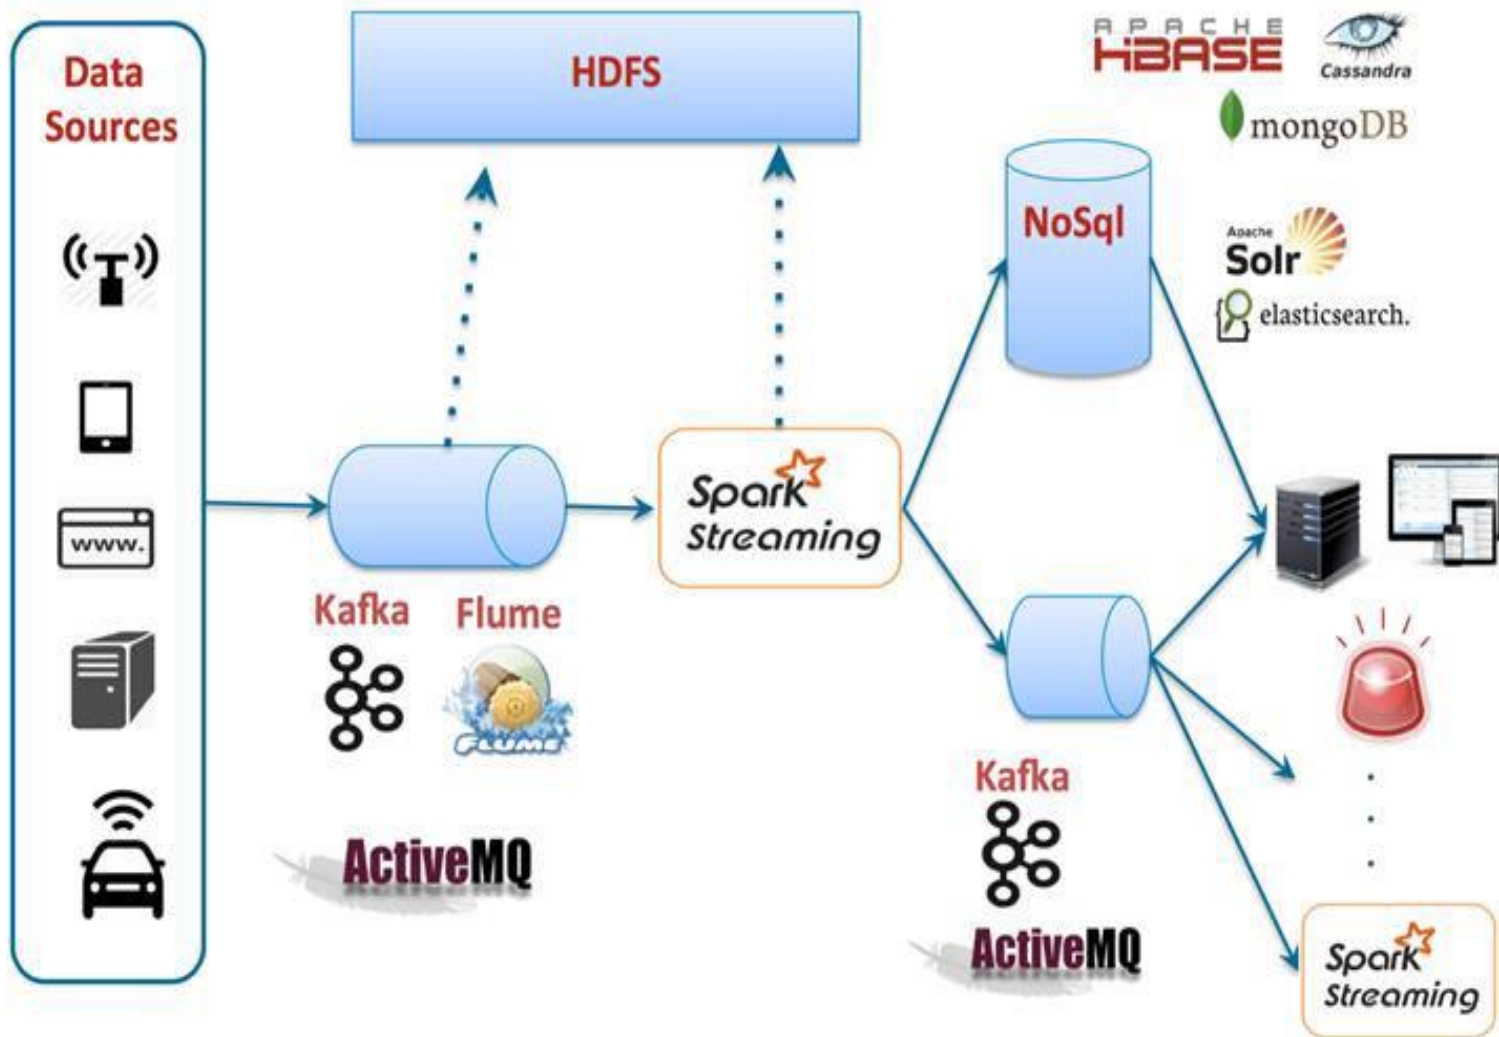 Data
Sources
www.
HDFS
Kafka
Flume
FLUME
ActiveMQ
Spark
Streaming
APACHE
HBASE
Cassandra
mongoDB
NoSql
Apache
Solr
elasticsearch.
Kafka
ActiveMQ
Spark
Streaming